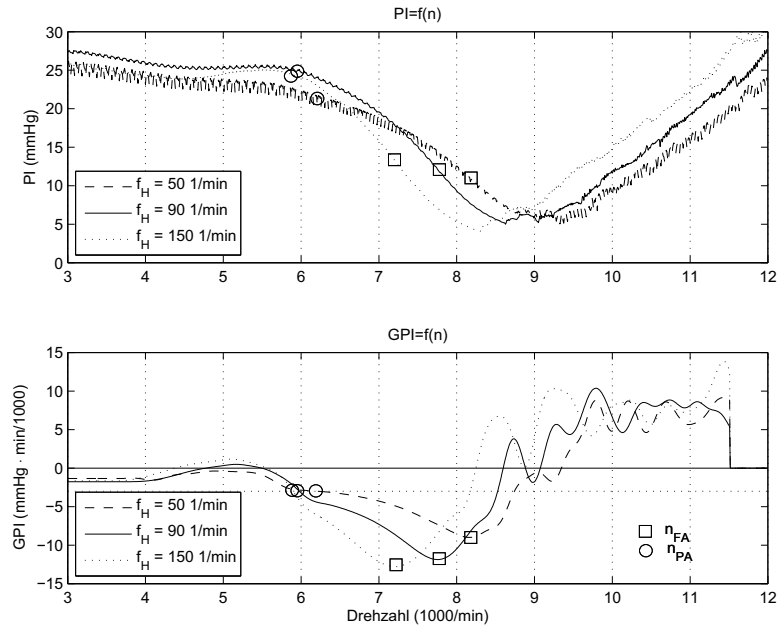 PI=f(n)
30
25
20
15
10
5
0
PI (mmHg)
f_H = 50 1/min
f_H = 90 1/min
f_H = 150 1/min
3 4 5 6 7 8 9 10 11 12
GPI=f(n)
15
10
5
0
−5
−10
−15
GPI (mmHg · min/1000)
f_H = 50 1/min
f_H = 90 1/min
f_H = 150 1/min
n_FA
n_PA
3 4 5 6 7 8 9 10 11 12
Drehzahl (1000/min)